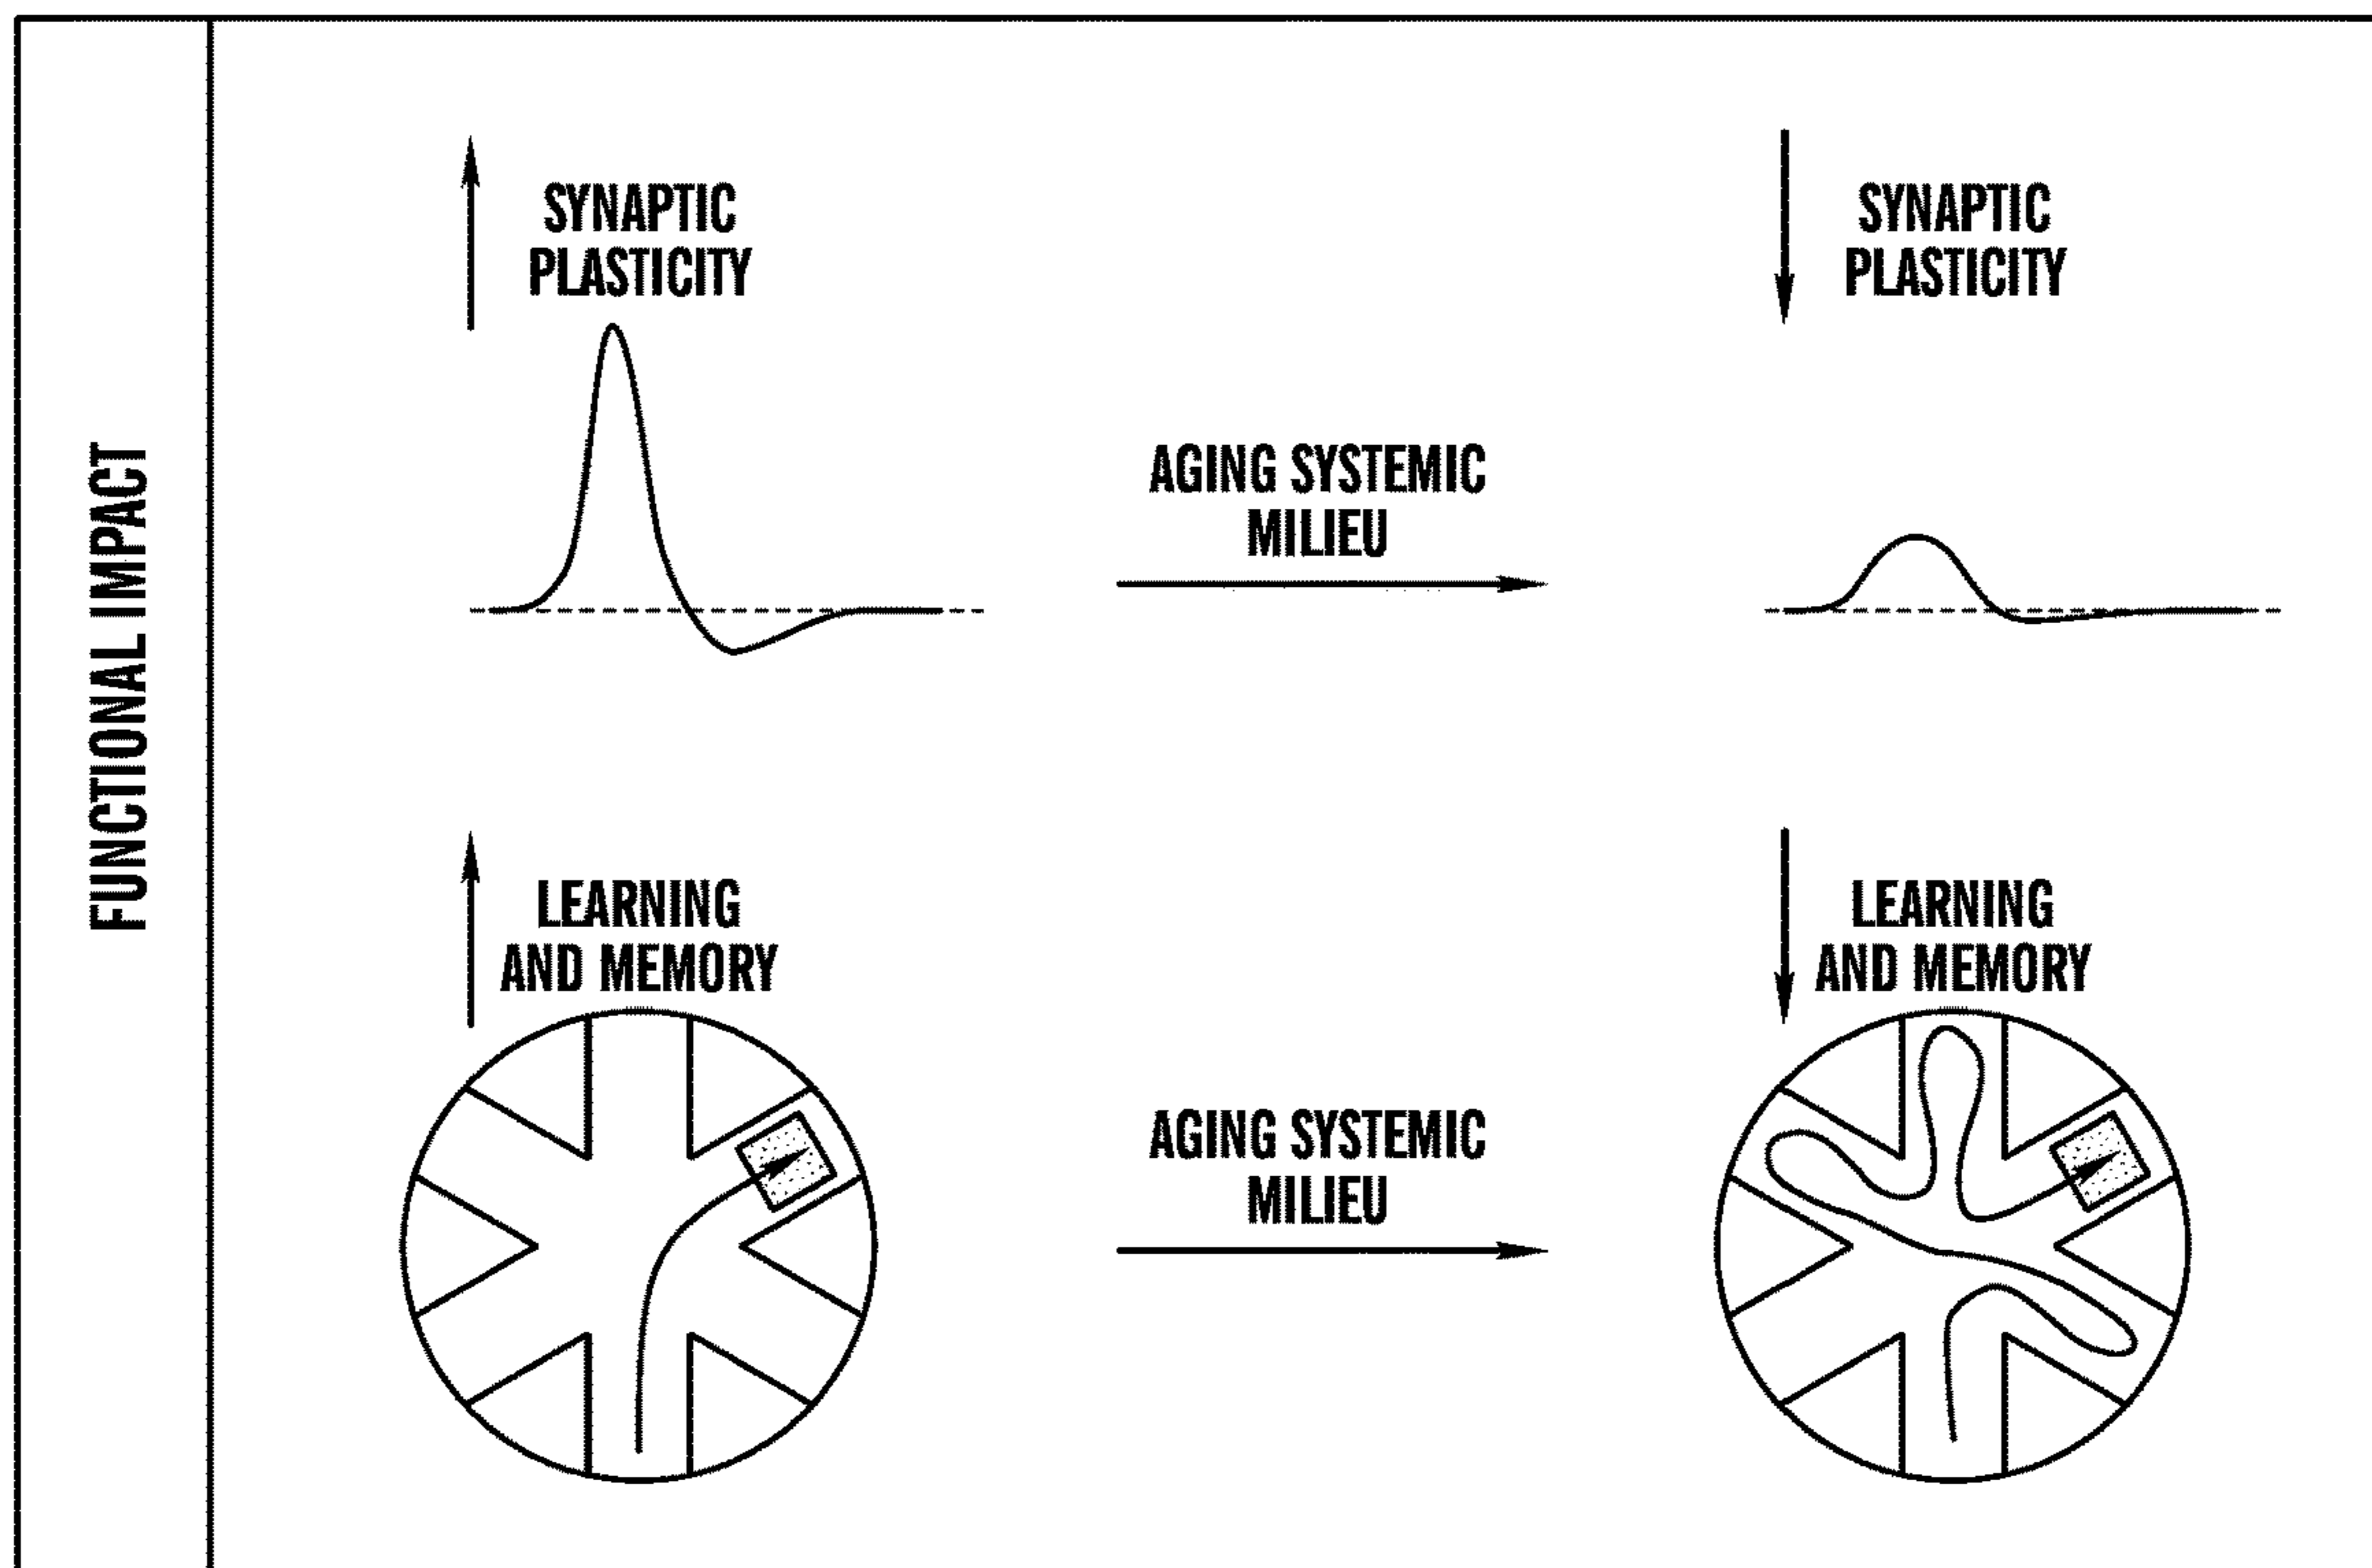 FUNCTIONAL IMPACT
SYNAPTIC
PLASTICITY
AGING SYSTEMIC
MILIEU
SYNAPTIC
PLASTICITY
LEARNING
AND MEMORY
AGING SYSTEMIC
MILIEU
LEARNING
AND MEMORY